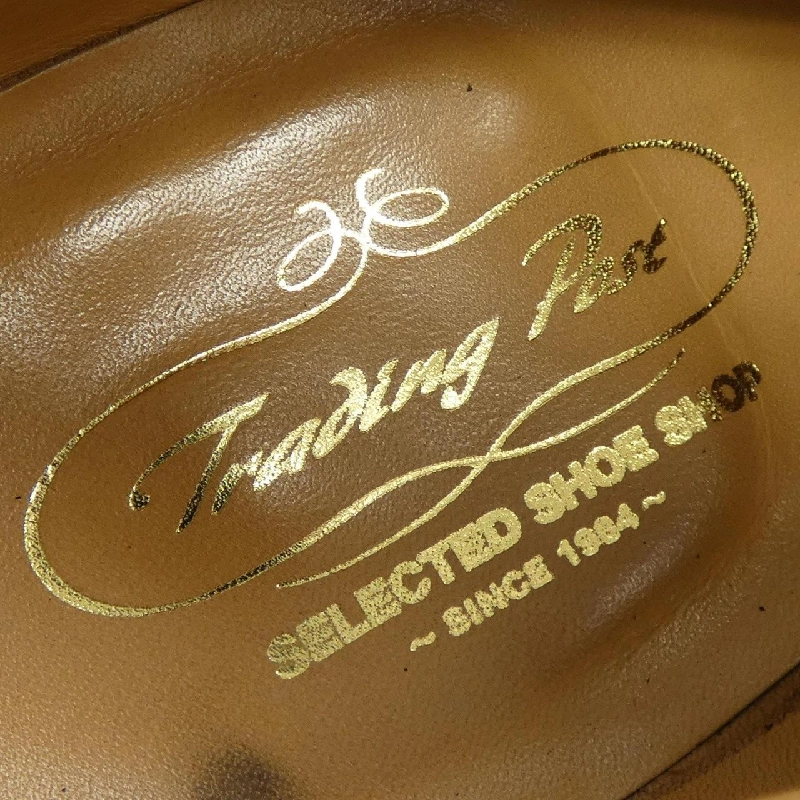 Trading Post
SELECTED SHOE SHOP
~ SINCE 1984 ~